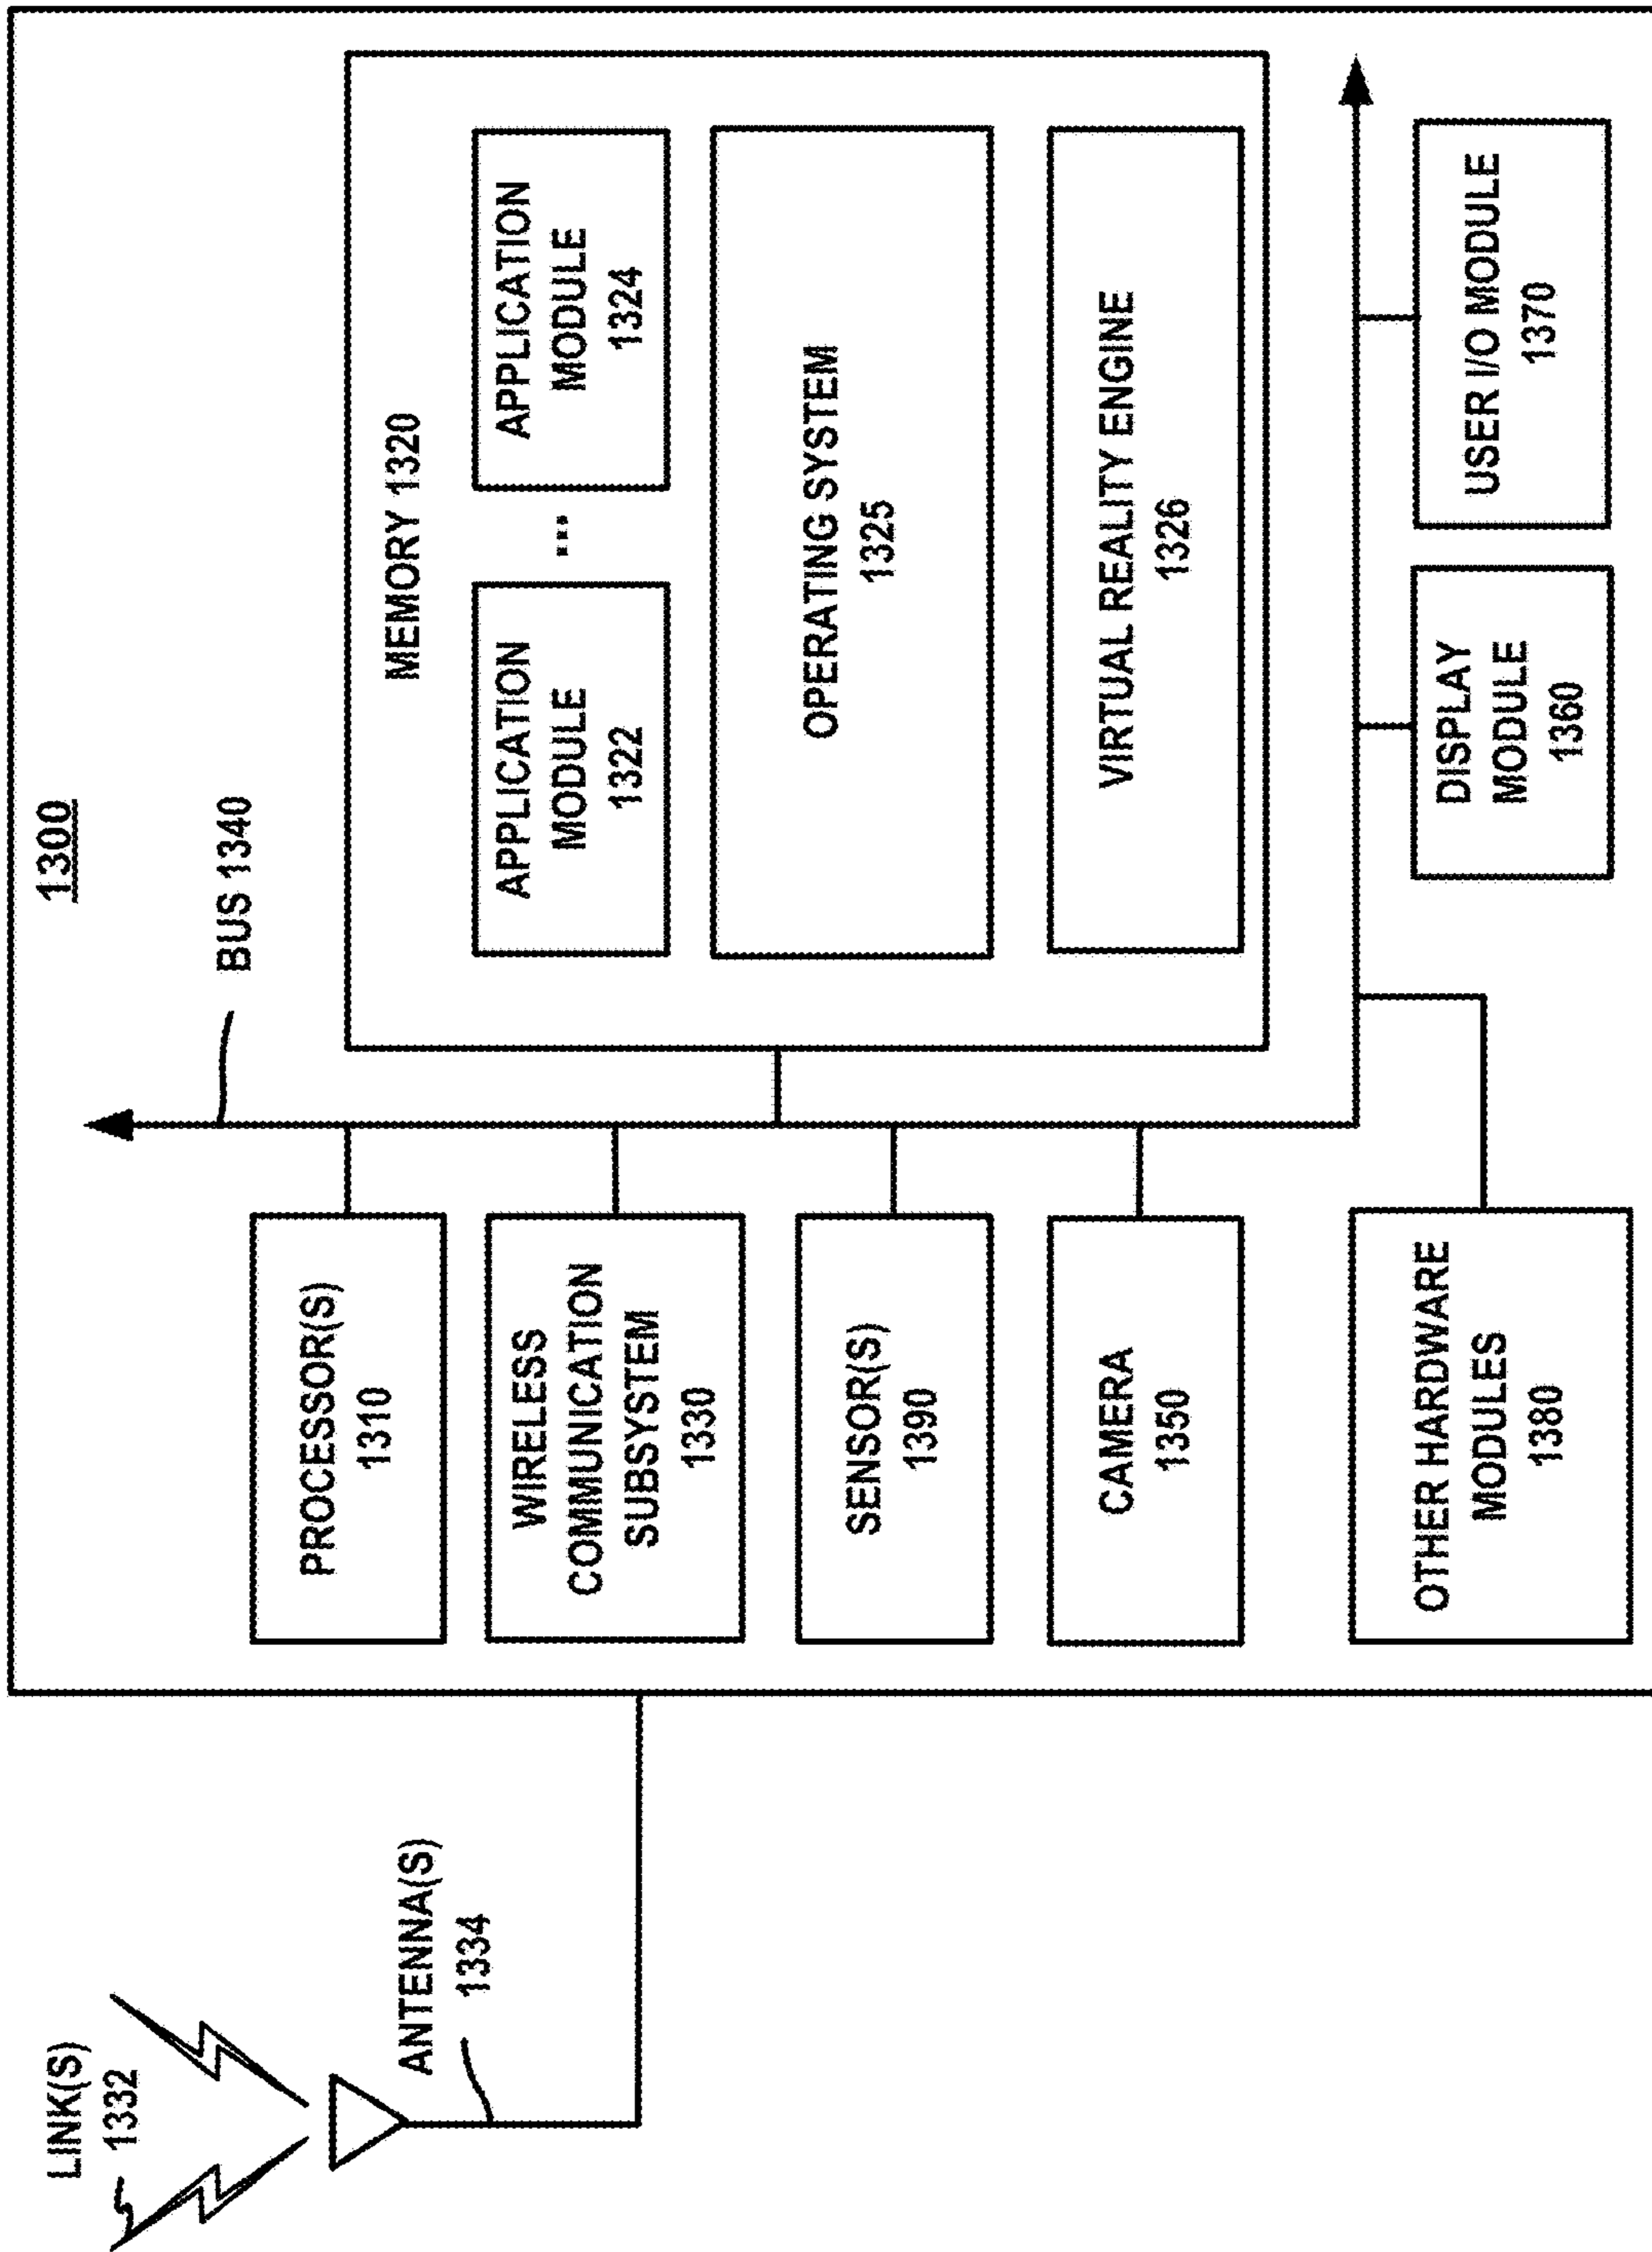 1300
LINK(S)
1332
ANTENNA(S)
1334
BUS 1340
PROCESSOR(S)
1310
WIRELESS
COMMUNICATION
SUBSYSTEM
1330
SENSOR(S)
1390
CAMERA
1350
OTHER HARDWARE
MODULES
1380
MEMORY 1320
APPLICATION
MODULE
1322
...
APPLICATION
MODULE
1324
OPERATING SYSTEM
1325
VIRTUAL REALITY ENGINE
1326
DISPLAY
MODULE
1360
USER I/O MODULE
1370